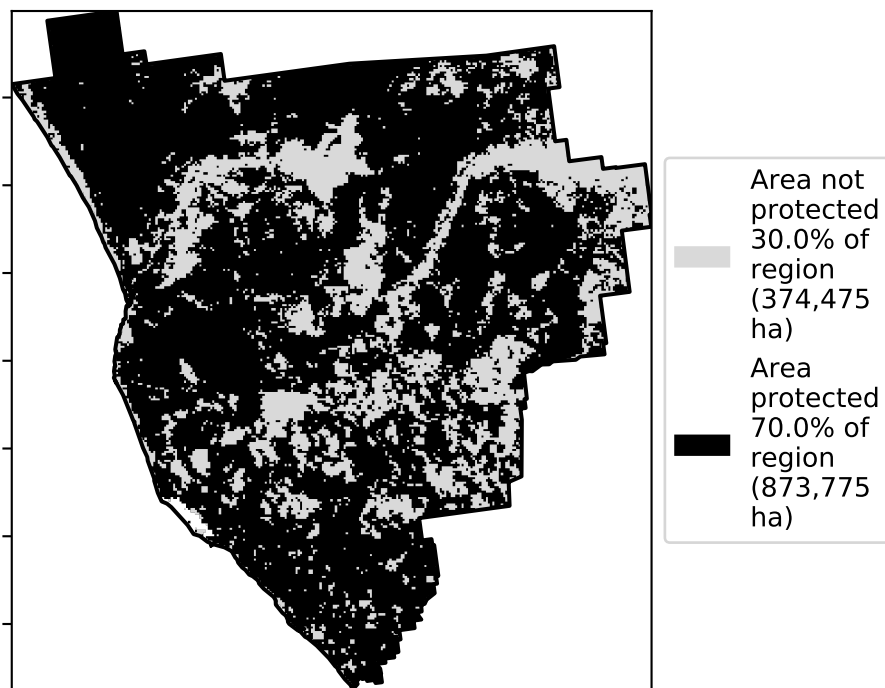 Area not
protected
30.0% of
region
(374,475
ha)
Area
protected
70.0% of
region
(873,775
ha)